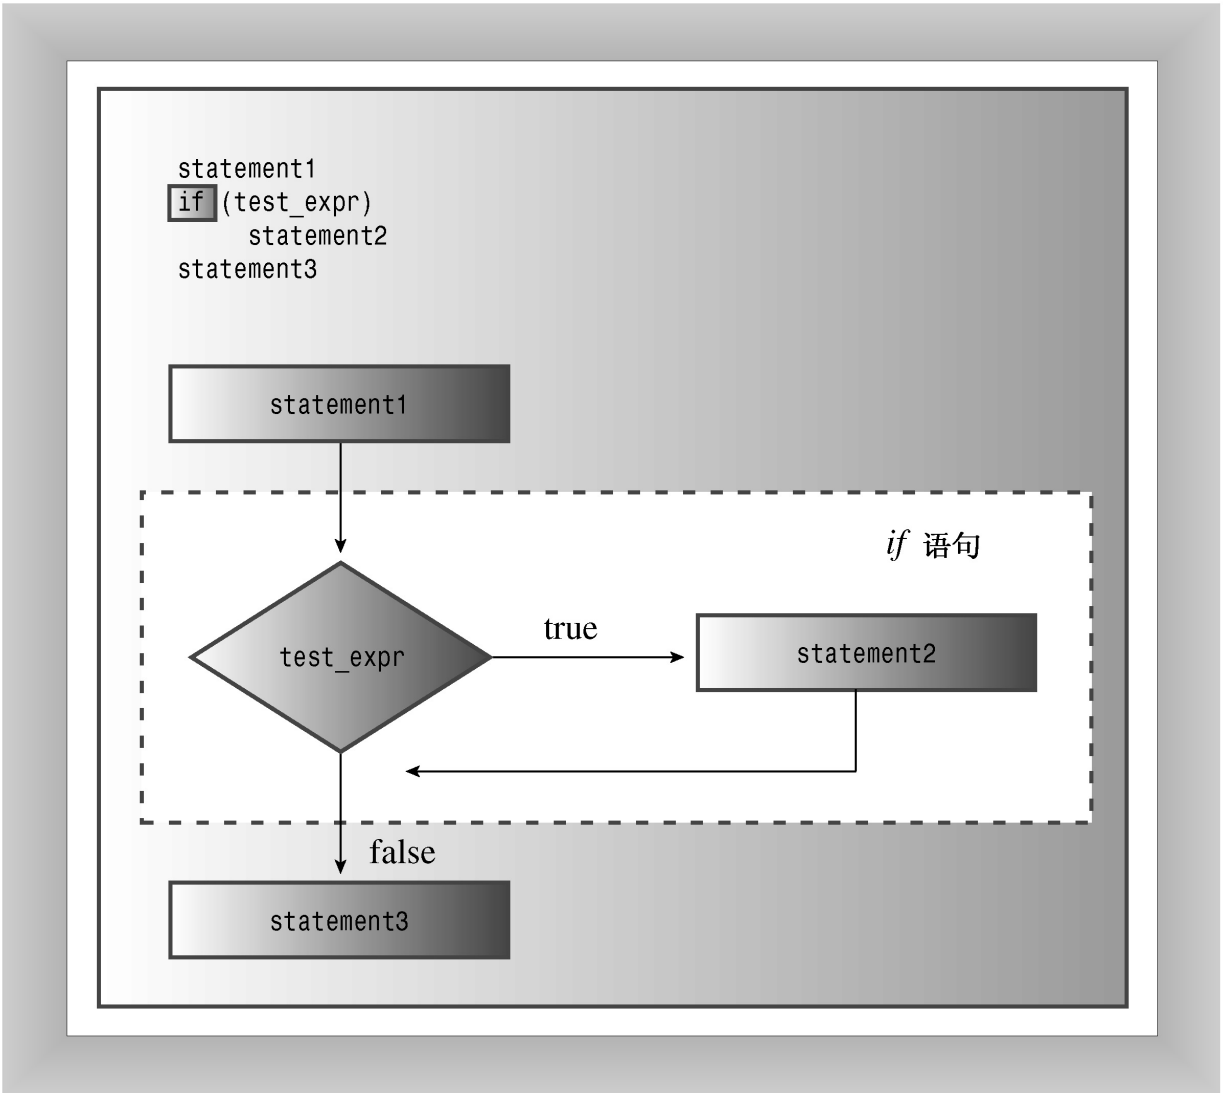 statement1
if (test_expr)
statement2
statement3
statement1
if 语句
true
test_expr
statement2
false
statement3